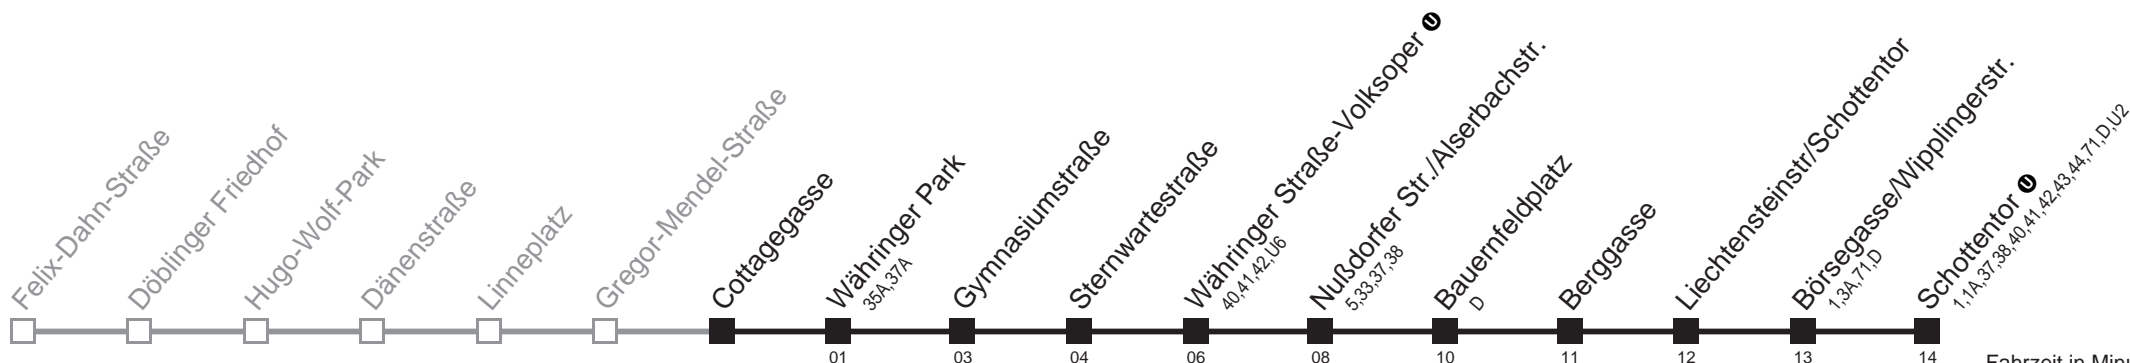 Felix-Dahn-Straße
Döblinger Friedhof
Hugo-Wolf-Park
Dänenstraße
Linneplatz
Gregor-Mendel-Straße
Cottagegasse
Währinger Park
35A,37A
Gymnasiumstraße
Sternwartestraße
Währinger Straße-Volksoper U
40,41,42,U6
Nußdorfer Str./Alserbachstr.
5,33,37,38
Bauernfeldplatz
D
Berggasse
Liechtensteinstr/Schottentor
Börsegasse/Wipplingerstr.
1,3A,71,D
Schottentor U
1,1A,37,38,40,41,42,43,44,71,D,U2
01 03 04 06 08 10 11 12 13 14
Fahrzeit in